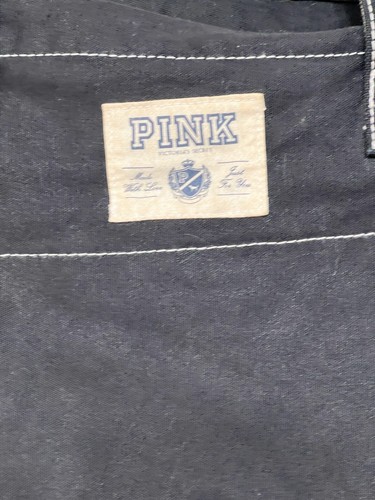 PINK
VICTORIA'S SECRET
Made Just
With Love For You
P